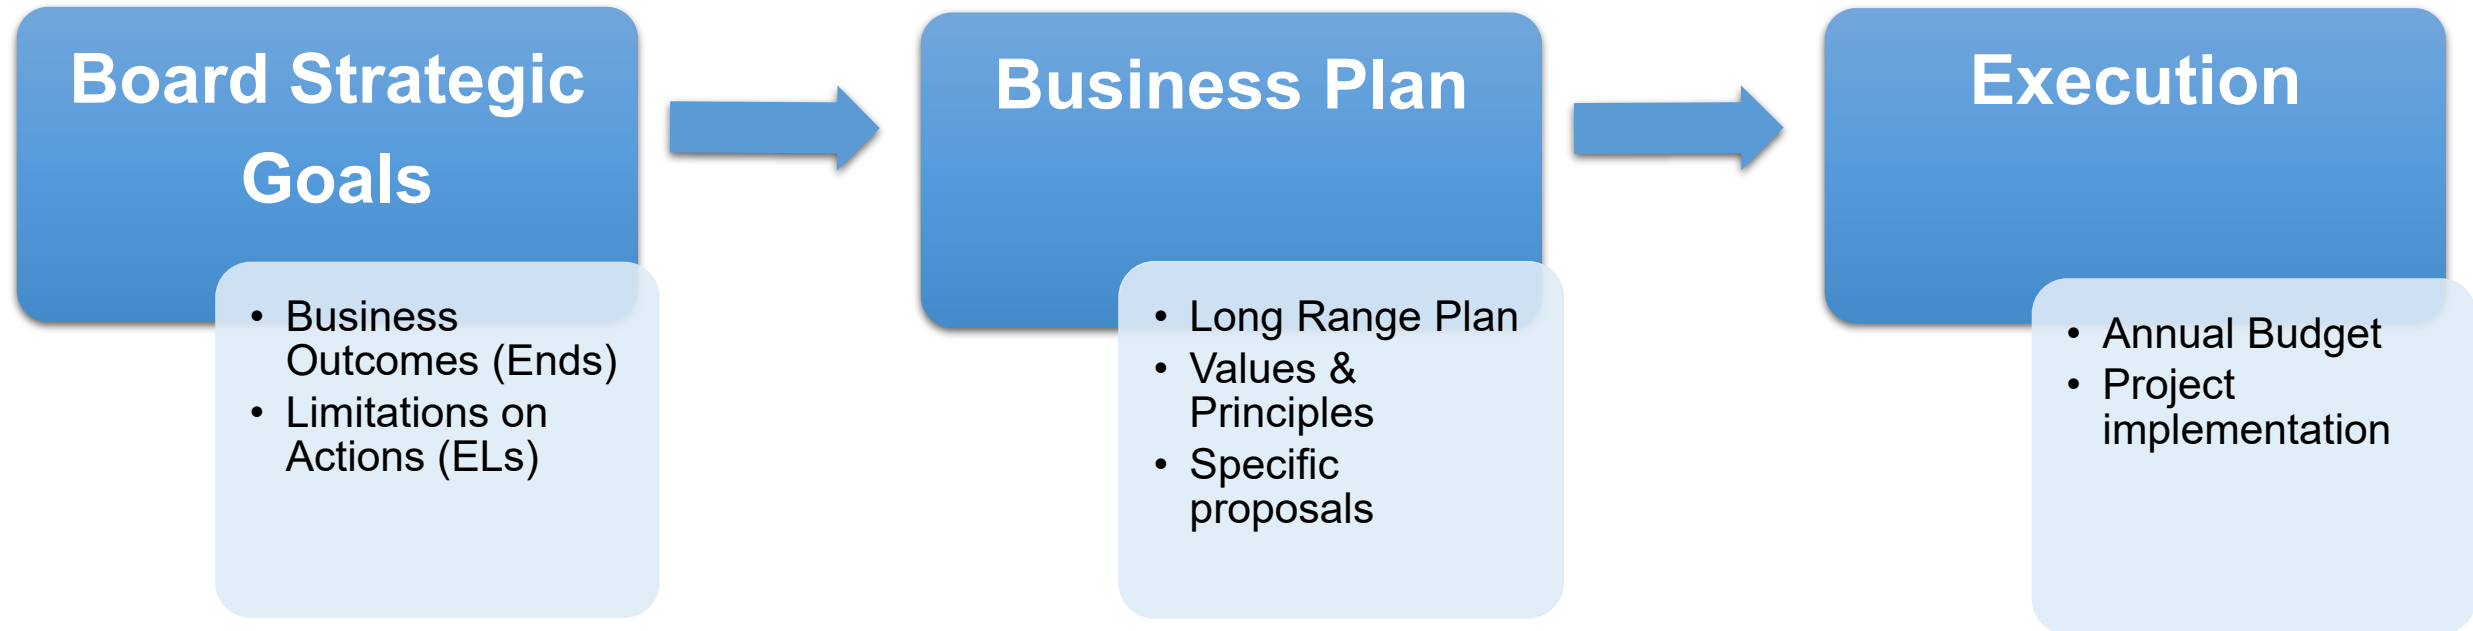 Board Strategic
Goals
• Business
Outcomes (Ends)
• Limitations on
Actions (ELs)
Business Plan
• Long Range Plan
• Values &
Principles
• Specific
proposals
Execution
• Annual Budget
• Project
implementation